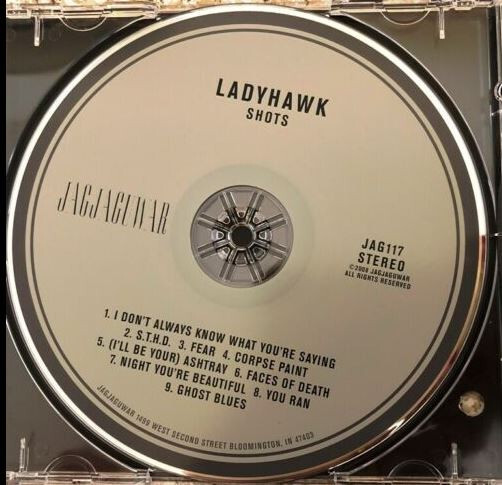 LADYHAWK
SHOTS
JAGJAGUWAR
JAG117
STEREO
©2008 JAGJAGUWAR
ALL RIGHTS RESERVED
1. I DON'T ALWAYS KNOW WHAT YOU'RE SAYING
2. S.T.H.D. 3. FEAR 4. CORPSE PAINT
5. (I'LL BE YOUR) ASHTRAY 6. FACES OF DEATH
7. NIGHT YOU'RE BEAUTIFUL 8. YOU RAN
9. GHOST BLUES
JAGJAGUWAR 1499 WEST SECOND STREET BLOOMINGTON, IN 47403